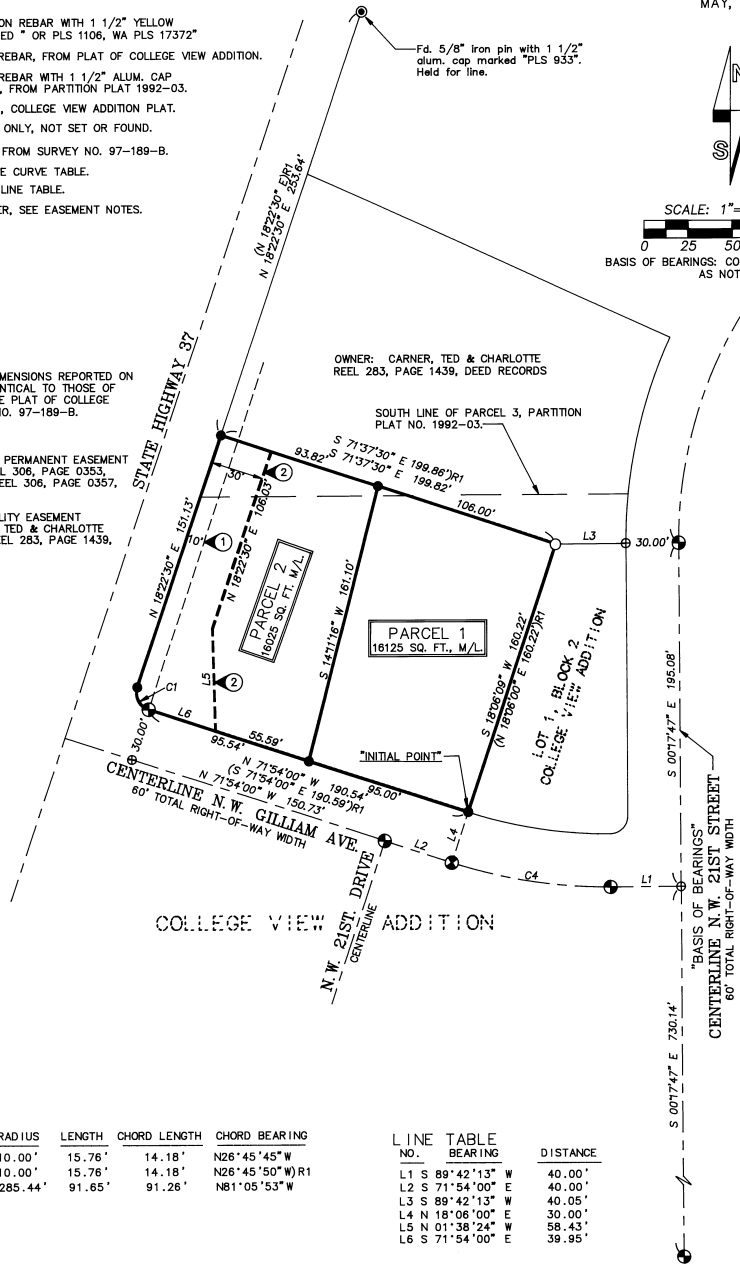 MAY,
ON REBAR WITH 1 1/2" YELLOW
ED " OR PLS 1106, WA PLS 17372"
REBAR, FROM PLAT OF COLLEGE VIEW ADDITION.
REBAR WITH 1 1/2" ALUM. CAP
, FROM PARTITION PLAT 1992-03.
, COLLEGE VIEW ADDITION PLAT.
ONLY, NOT SET OR FOUND.
FROM SURVEY NO. 97-189-B.
E CURVE TABLE.
LINE TABLE.
ER, SEE EASEMENT NOTES.
Fd. 5/8" iron pin with 1 1/2"
alum. cap marked "PLS 933".
Held for line.
N
S
SCALE: 1"=
0 25 50
BASIS OF BEARINGS: CO
AS NOT
(N 18°22'30" E)R1
N 18°22'30" E 253.64'
STATE HIGHWAY 37
MENSIONS REPORTED ON
NTICAL TO THOSE OF
E PLAT OF COLLEGE
NO. 97-189-B.
PERMANENT EASEMENT
EL 306, PAGE 0353,
REEL 306, PAGE 0357,
LITY EASEMENT
TED & CHARLOTTE
EEL 283, PAGE 1439,
OWNER: CARNER, TED & CHARLOTTE
REEL 283, PAGE 1439, DEED RECORDS
SOUTH LINE OF PARCEL 3, PARTITION
PLAT NO. 1992-03.
S 71°37'30" E 199.86')R1
S 71°37'30" E 199.82'
93.82'
106.00'
30'
2
10'
1
N 18°22'30" E 151.13'
N 18°22'30" E 106.03'
PARCEL 2
16025 SQ. FT. M/L
S 14°11'16" W 161.10'
PARCEL 1
16125 SQ. FT., M/L
S 18°06'00" W 160.22'
(N 18°06'00" E 160.22')R1
L3
30.00'
LOT 1, BLOCK 2
COLLEGE VIEW ADDITION
S 00°17'47" E 195.08'
C1
L5
2
L6
55.59'
95.54'
95.00'
N 71°54'00" W 190.54'
(S 71°54'00" E 190.59')R1
N 71°54'00" W 150.73'
"INITIAL POINT"
30.00'
CENTERLINE N.W. GILLIAM AVE.
60' TOTAL RIGHT-OF-WAY WIDTH
L4
L2
C4
L1
N.W. 21ST. DRIVE
CENTERLINE
COLLEGE VIEW ADDITION
"BASIS OF BEARINGS"
CENTERLINE N.W. 21ST STREET
60' TOTAL RIGHT-OF-WAY WIDTH
S 00°17'47" E 730.14'
RADIUS LENGTH CHORD LENGTH CHORD BEARING
10.00' 15.76' 14.18' N26°45'45"W
10.00' 15.76' 14.18' N26°45'50"W)R1
285.44' 91.65' 91.26' N81°05'53"W
LINE TABLE
NO. BEARING DISTANCE
L1 S 89°42'13" W 40.00'
L2 S 71°54'00" E 40.00'
L3 S 89°42'13" W 40.05'
L4 N 18°06'00" E 30.00'
L5 N 01°38'24" W 58.43'
L6 S 71°54'00" E 39.95'